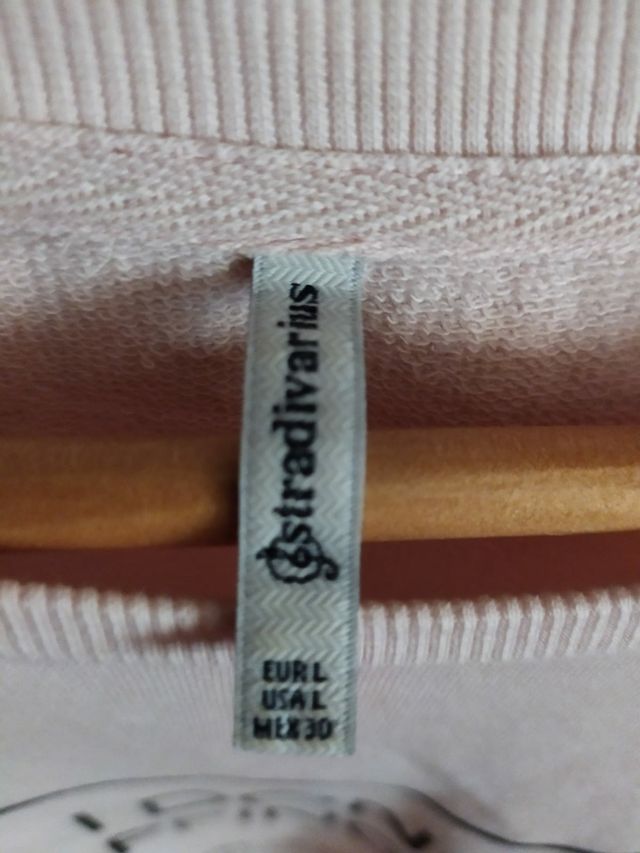 stradivarius
EUR L
USA L
MEX 30